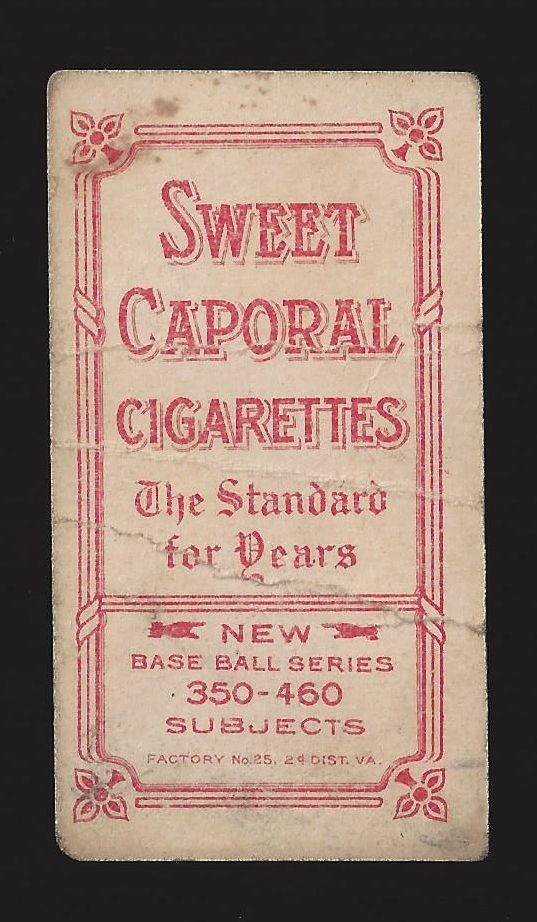 SWEET
CAPORAL
CIGARETTES
The Standard
for Years
NEW
BASE BALL SERIES
350-460
SUBJECTS
FACTORY No. 25, 2d DIST. VA.